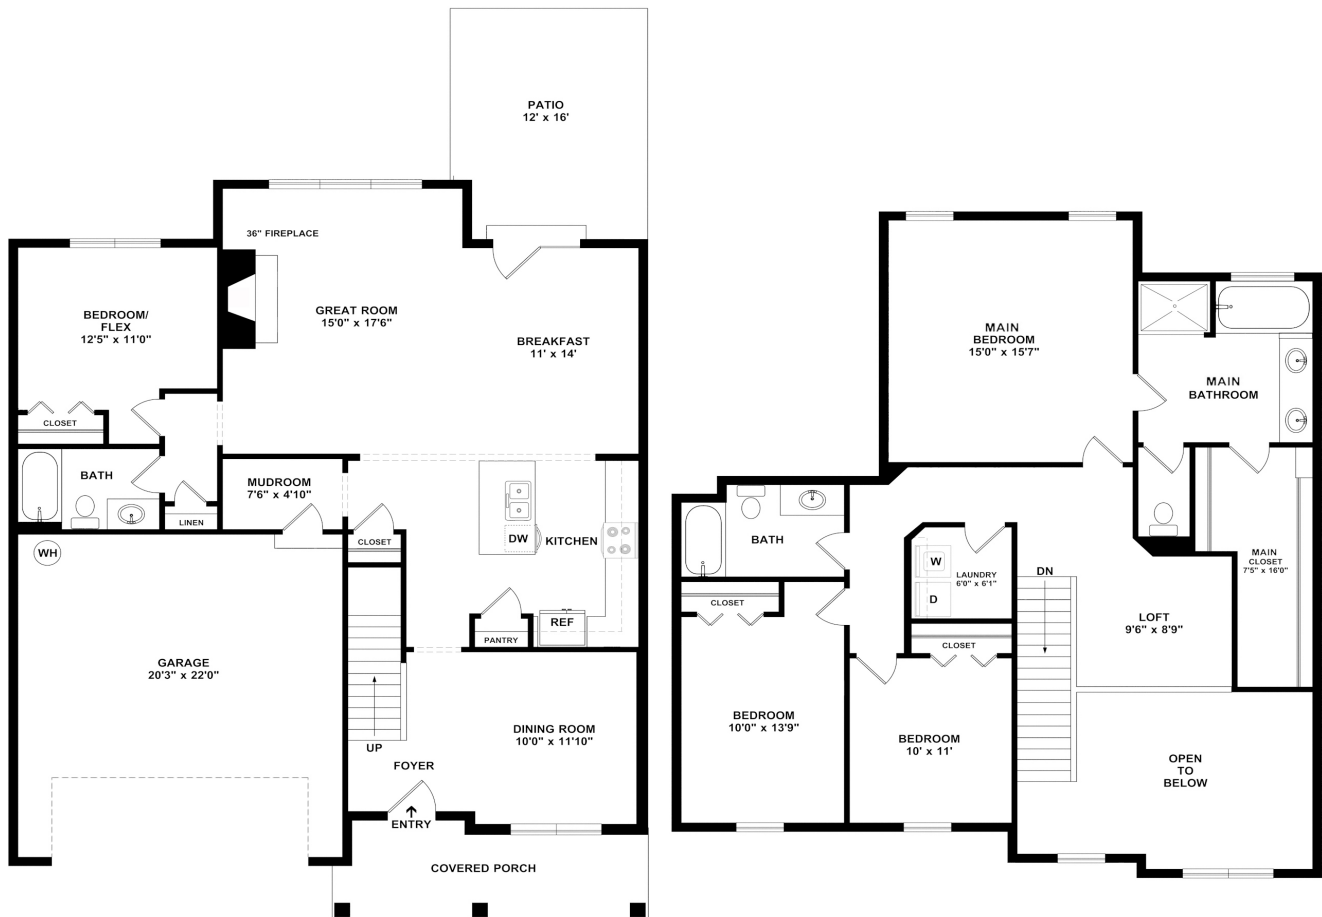 PATIO
12' x 16'
36" FIREPLACE
BEDROOM/
FLEX
12'5" x 11'0"
GREAT ROOM
15'0" x 17'6"
BREAKFAST
11' x 14'
CLOSET
BATH
LINEN
MUDROOM
7'6" x 4'10"
CLOSET
DW
KITCHEN
WH
PANTRY
REF
GARAGE
20'3" x 22'0"
UP
FOYER
DINING ROOM
10'0" x 11'10"
ENTRY
COVERED PORCH
MAIN
BEDROOM
15'0" x 15'7"
MAIN
BATHROOM
BATH
W
D
LAUNDRY
6'0" x 6'1"
DN
MAIN
CLOSET
7'5" x 16'0"
CLOSET
LOFT
9'6" x 8'9"
CLOSET
BEDROOM
10'0" x 13'9"
BEDROOM
10' x 11'
OPEN
TO
BELOW